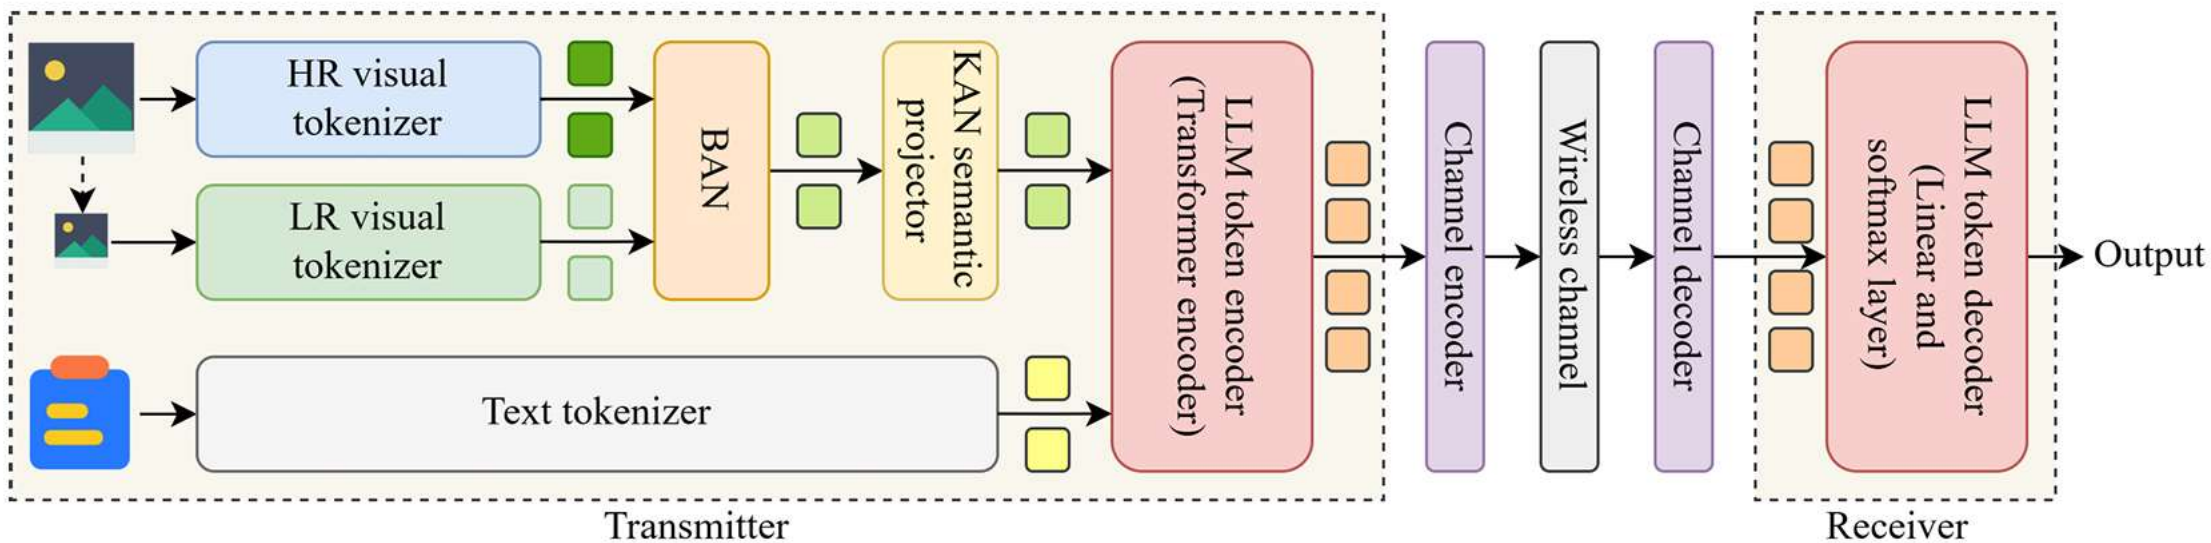 HR visual
tokenizer
LR visual
tokenizer
Text tokenizer
BAN
KAN semantic
projector
LLM token encoder
(Transformer encoder)
Channel encoder
Wireless channel
Channel decoder
LLM token decoder
(Linear and
softmax layer)
Output
Transmitter
Receiver